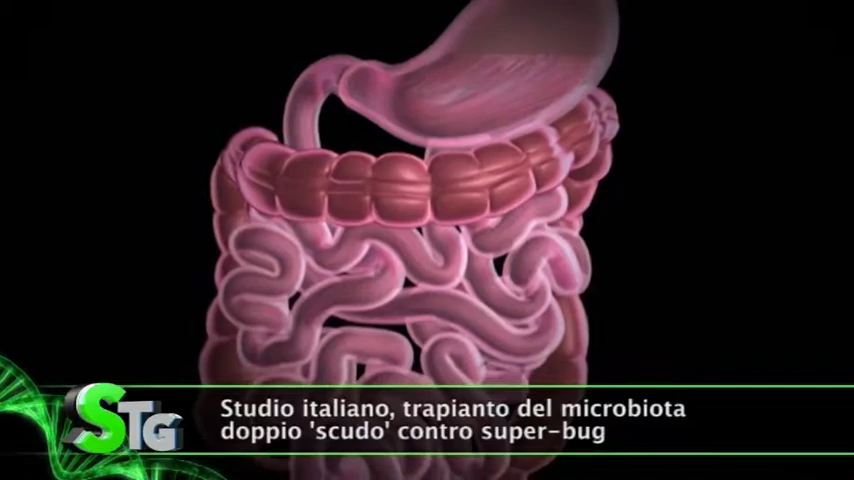 STG
Studio italiano, trapianto del microbiota
doppio 'scudo' contro super-bug